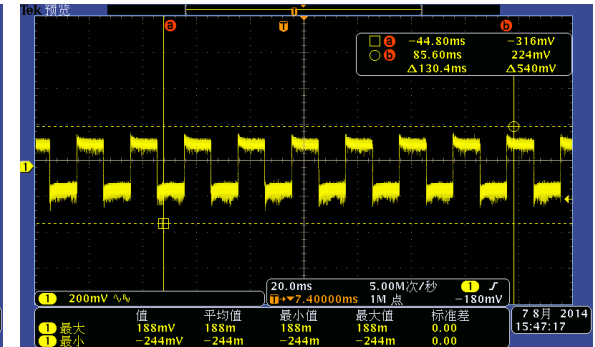 Tek 预览
T
a
T
b
a -44.80ms -316mV
b 85.60ms 224mV
Δ130.4ms Δ540mV
1
1 200mV
20.0ms 5.00M次/秒 1
T→▼7.40000ms 1M 点 -180mV
值 平均值 最小值 最大值 标准差
1 最大 188mV 188m 188m 188m 0.00
1 最小 -244mV -244m -244m -244m 0.00
7 8月 2014
15:47:17